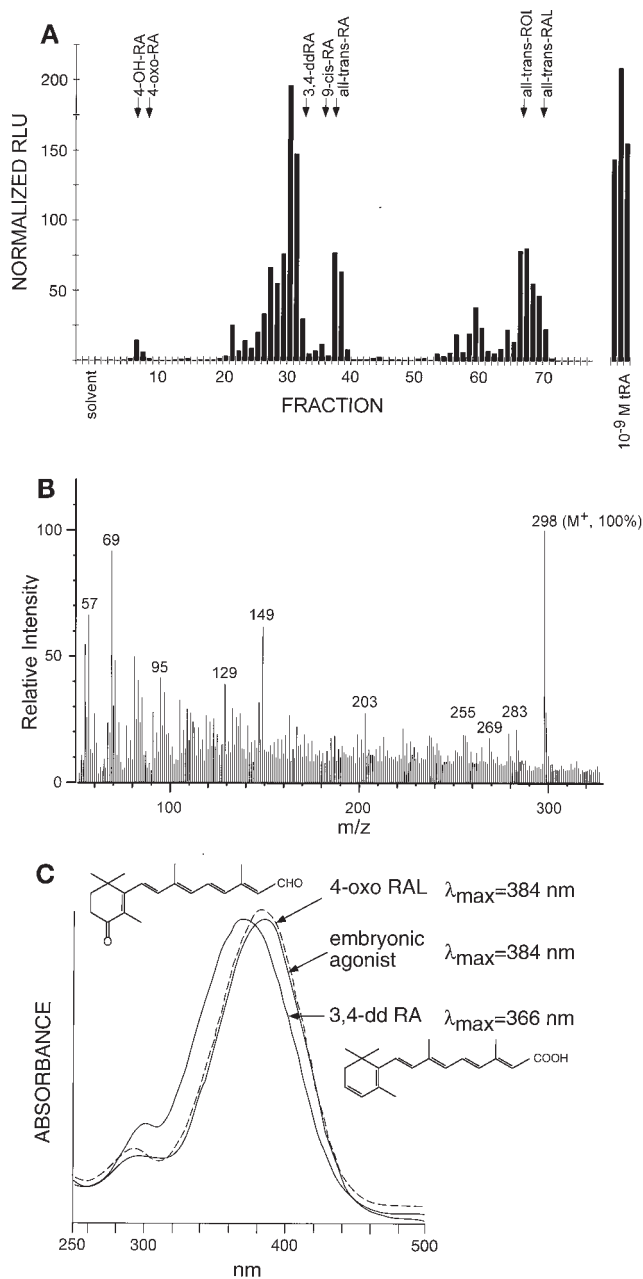 A
4-OH-RA
4-oxo-RA
3,4-ddRA
9-cis-RA
all-trans-RA
all-trans-ROL
all-trans-RAL
NORMALIZED RLU
200
150
100
50
solvent
10
20
30
40
50
60
70
10-9 M tRA
FRACTION
B
298 (M+, 100%)
100
69
57
149
Relative Intensity
50
95
129
203
255
269
283
0
100
200
300
m/z
C
CHO
O
4-oxo RAL λmax=384 nm
embryonic
agonist λmax=384 nm
3,4-dd RA λmax=366 nm
COOH
ABSORBANCE
250
300
400
500
nm